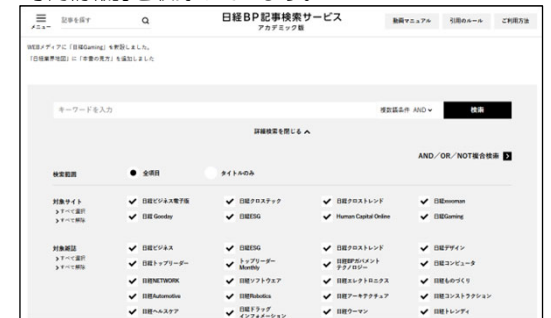 メニュー
記事を探す
日経BP記事検索サービス
アカデミック版
動画マニュアル 引用のルール ご利用方法
WEBメディアに「日経Gaming」を新設しました。
「日経業界地図」に「本書の見方」を追加しました
キーワードを入力 複数語条件 AND 検索
詳細検索を閉じる
AND/OR/NOT複合検索
検索範囲 全項目 タイトルのみ
対象サイト 日経ビジネス電子版 日経クロステック 日経クロストレンド 日経xwoman
すべて選択
すべて解除 日経Gooday 日経ESG Human Capital Online 日経Gaming
対象雑誌 日経ビジネス 日経ESG 日経クロストレンド 日経デザイン
すべて選択
すべて解除 日経トップリーダー トップリーダー Monthly 日経BPガバメントテクノロジー 日経コンピュータ
日経NETWORK 日経ソフトウエア 日経エレクトロニクス 日経ものづくり
日経Automotive 日経Robotics 日経アーキテクチュア 日経コンストラクション
日経ヘルスケア 日経ドラッグインフォメーション 日経ウーマン 日経トレンディ